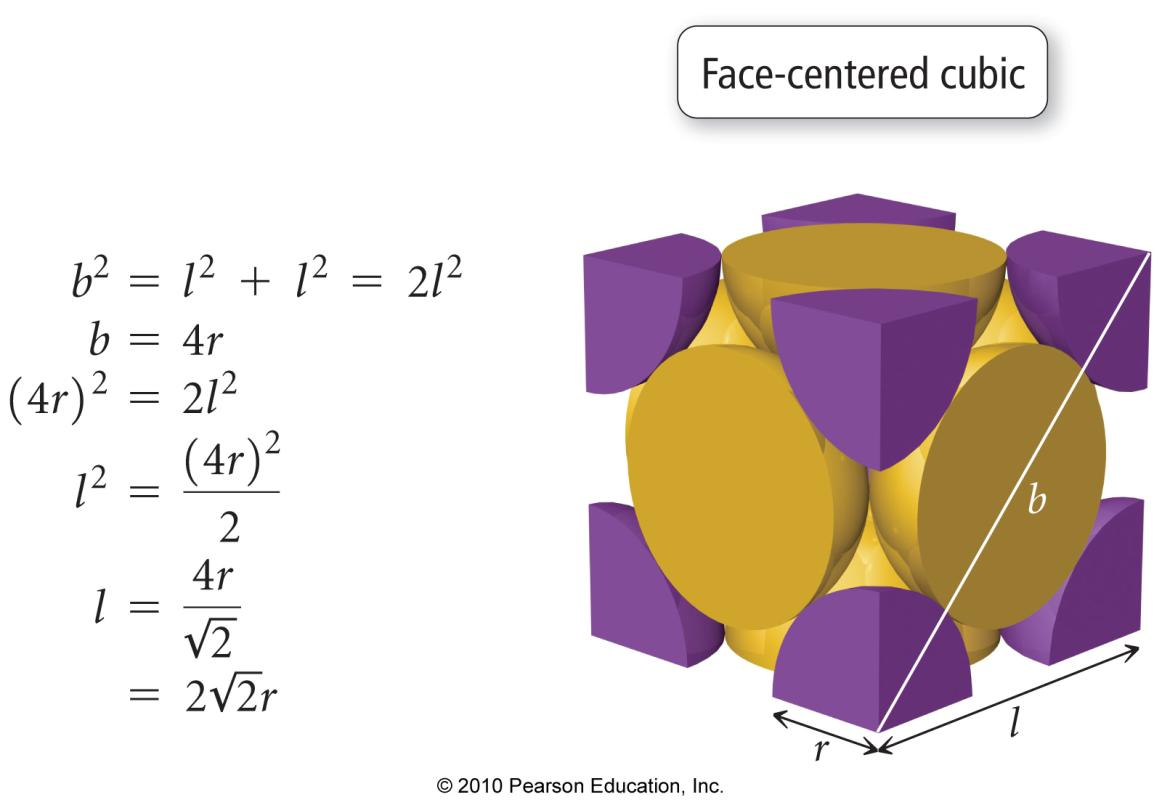 Face-centered cubic
b² = l² + l² = 2l²
b = 4r
(4r)² = 2l²
l² = (4r)²/2
l = 4r/√2
= 2√2r
b
l
r
© 2010 Pearson Education, Inc.